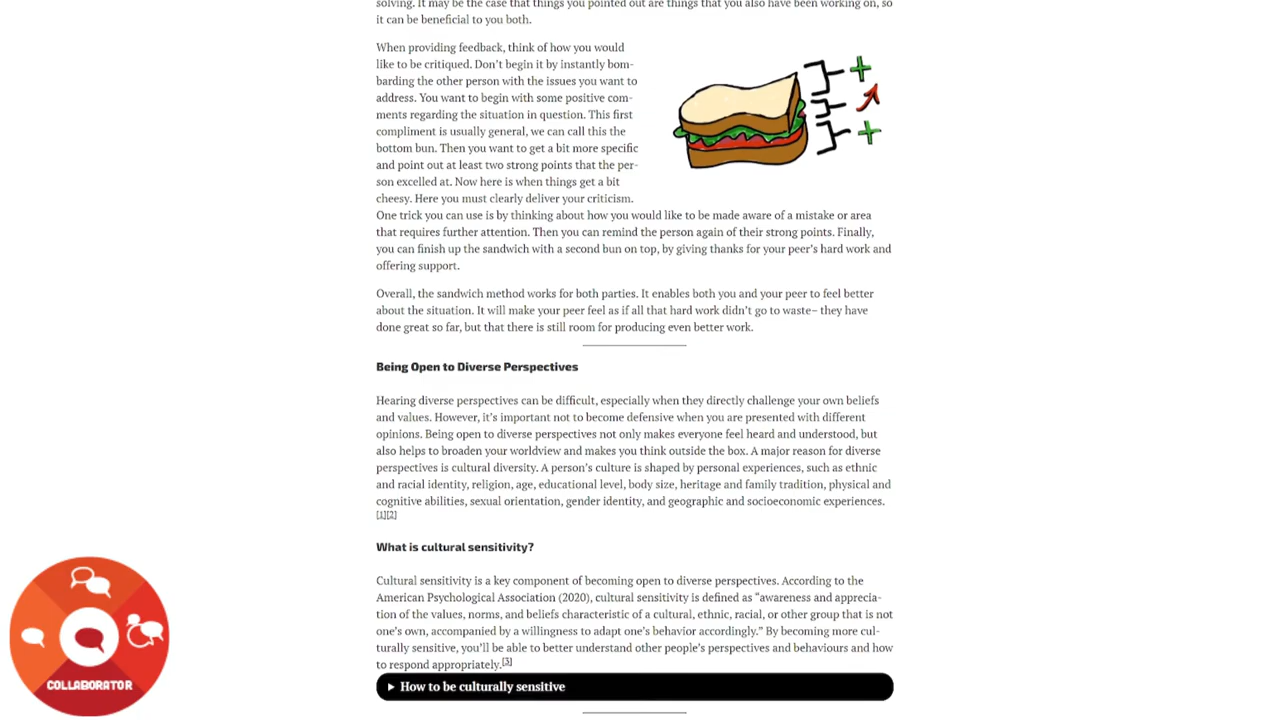 solving. It may be the case that things you pointed out are things that you also have been working on, so
it can be beneficial to you both.
When providing feedback, think of how you would
like to be critiqued. Don't begin it by instantly bom-
barding the other person with the issues you want to
address. You want to begin with some positive com-
ments regarding the situation in question. This first
compliment is usually general, we can call this the
bottom bun. Then you want to get a bit more specific
and point out at least two strong points that the per-
son excelled at. Now here is when things get a bit
cheesy. Here you must clearly deliver your criticism.
One trick you can use is by thinking about how you would like to be made aware of a mistake or area
that requires further attention. Then you can remind the person again of their strong points. Finally,
you can finish up the sandwich with a second bun on top, by giving thanks for your peer's hard work and
offering support.
Overall, the sandwich method works for both parties. It enables both you and your peer to feel better
about the situation. It will make your peer feel as if all that hard work didn't go to waste– they have
done great so far, but that there is still room for producing even better work.
Being Open to Diverse Perspectives
Hearing diverse perspectives can be difficult, especially when they directly challenge your own beliefs
and values. However, it's important not to become defensive when you are presented with different
opinions. Being open to diverse perspectives not only makes everyone feel heard and understood, but
also helps to broaden your worldview and makes you think outside the box. A major reason for diverse
perspectives is cultural diversity. A person's culture is shaped by personal experiences, such as ethnic
and racial identity, religion, age, educational level, body size, heritage and family tradition, physical and
cognitive abilities, sexual orientation, gender identity, and geographic and socioeconomic experiences.
[1][2]
What is cultural sensitivity?
Cultural sensitivity is a key component of becoming open to diverse perspectives. According to the
American Psychological Association (2020), cultural sensitivity is defined as "awareness and apprecia-
tion of the values, norms, and beliefs characteristic of a cultural, ethnic, racial, or other group that is not
one's own, accompanied by a willingness to adapt one's behavior accordingly." By becoming more cul-
turally sensitive, you'll be able to better understand other people's perspectives and behaviours and how
to respond appropriately.[3]
▶ How to be culturally sensitive
COLLABORATOR